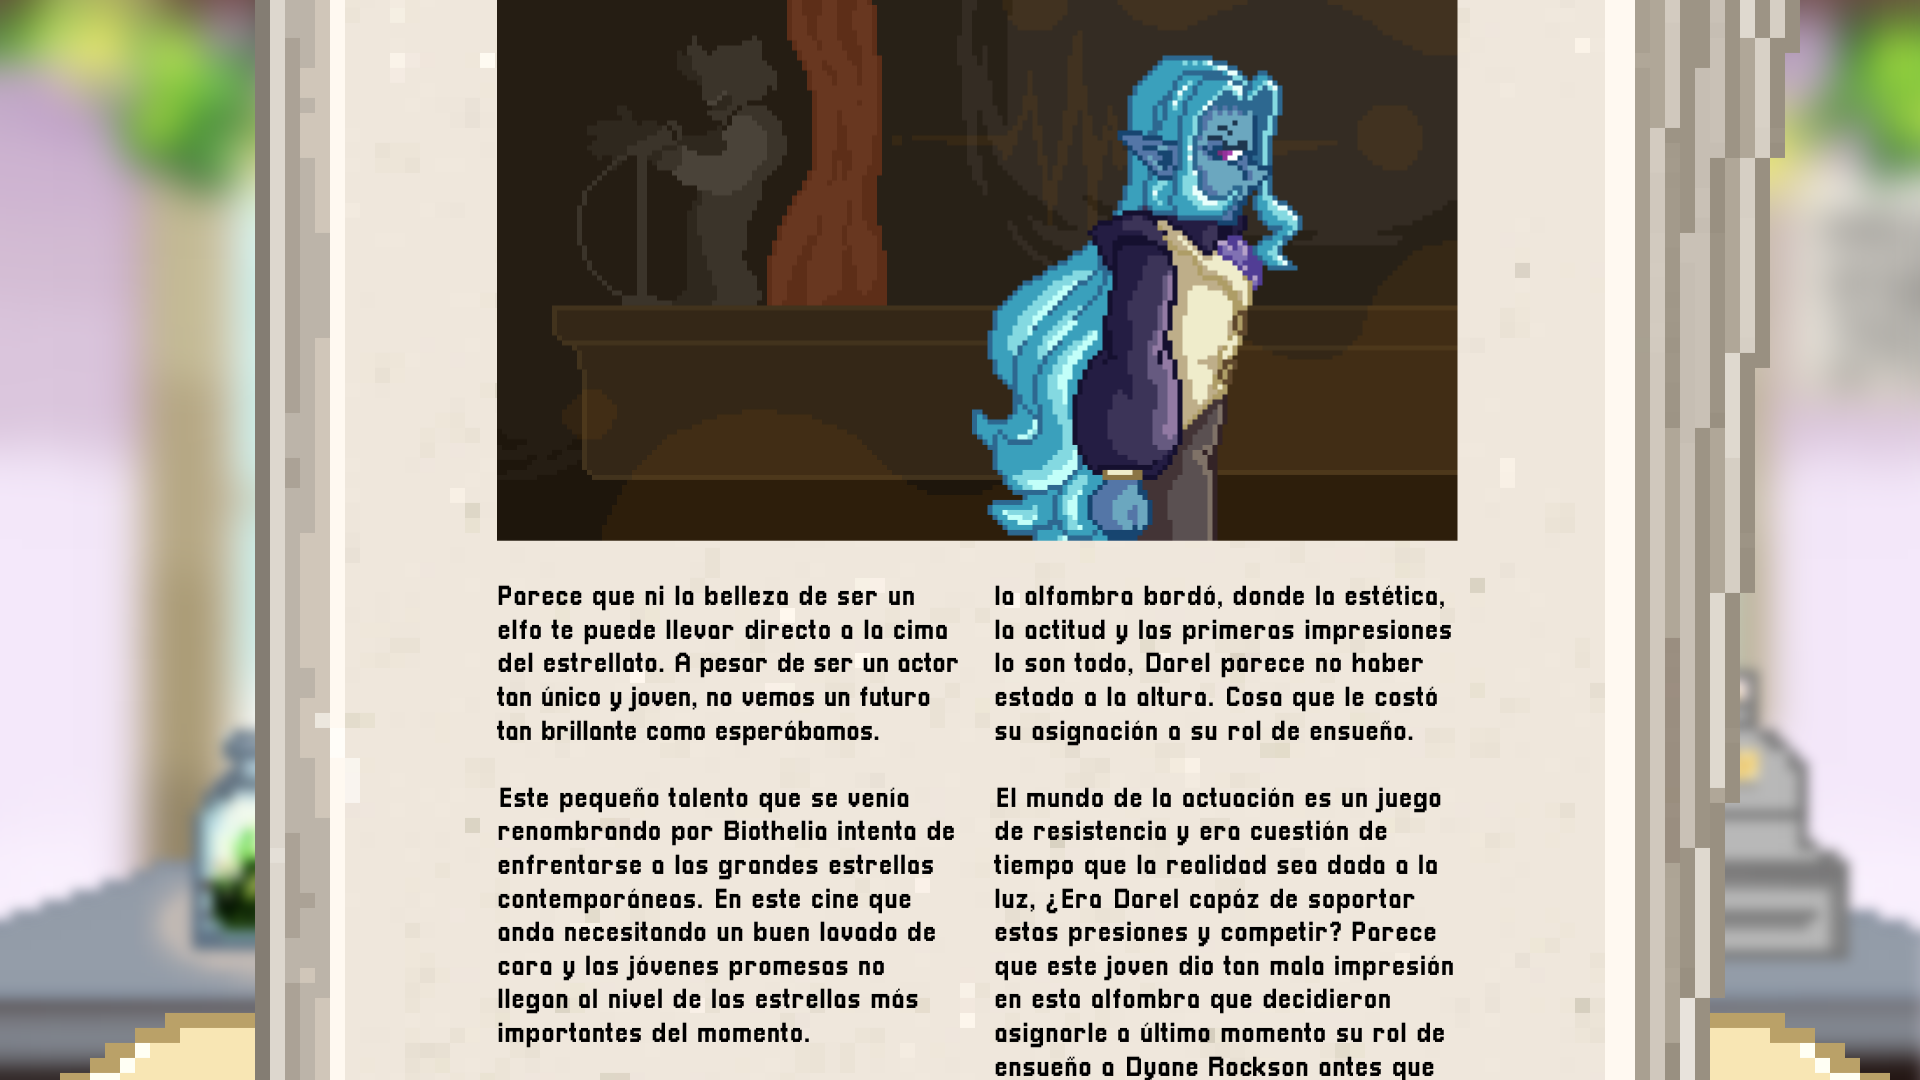 Parece que ni la belleza de ser un
elfo te puede llevar directo a la cima
del estrellato. A pesar de ser un actor
tan único y joven, no vemos un futuro
tan brillante como esperábamos.
Este pequeño talento que se venía
renombrando por Biothelia intenta de
enfrentarse a las grandes estrellas
contemporáneas. En este cine que
anda necesitando un buen lavado de
cara y las jóvenes promesas no
llegan al nivel de las estrellas más
importantes del momento.
la alfombra bordó, donde la estética,
la actitud y las primeras impresiones
lo son todo, Darel parece no haber
estado a la altura. Cosa que le costó
su asignación a su rol de ensueño.
El mundo de la actuación es un juego
de resistencia y era cuestión de
tiempo que la realidad sea dada a la
luz, ¿Era Darel capáz de soportar
estas presiones y competir? Parece
que este joven dio tan mala impresión
en esta alfombra que decidieron
asignarle a último momento su rol de
ensueño a Dyane Rockson antes que